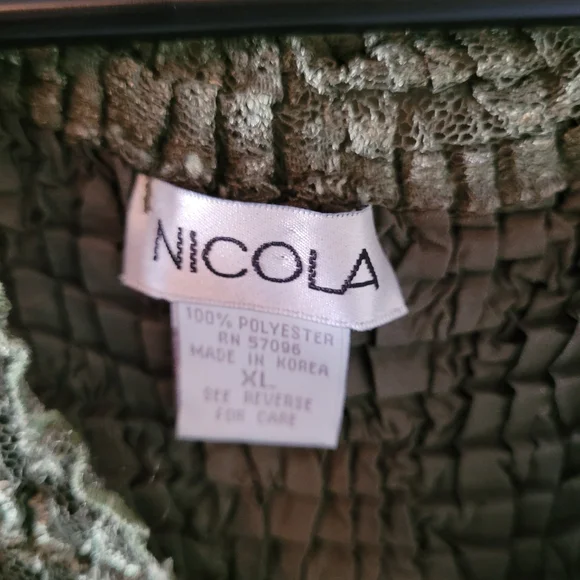 NICOLA
100% POLYESTER
RN 57096
MADE IN KOREA
XL
SEE REVERSE
FOR CARE